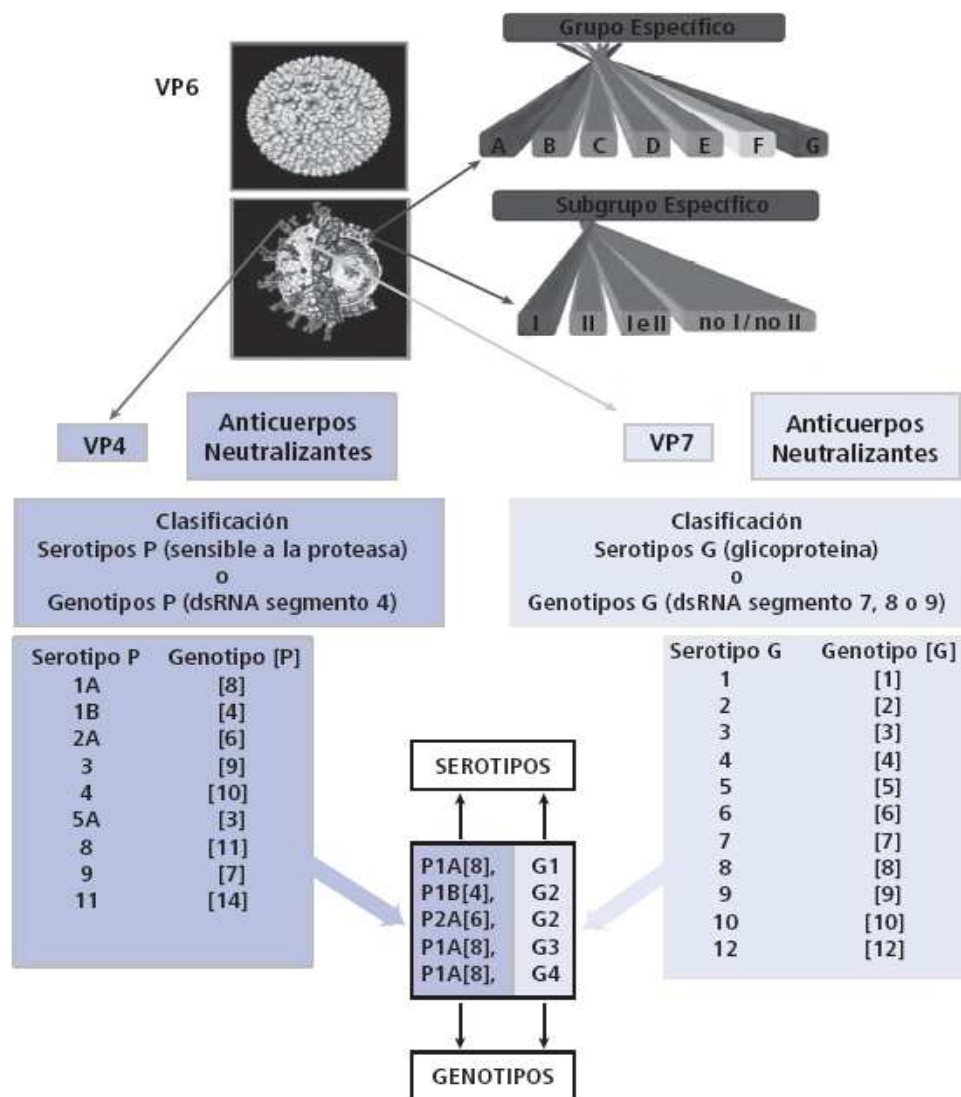 VP6
Grupo Específico
A B C D E F G
Subgrupo Específico
I II I e II no I / no II
VP4
Anticuerpos
Neutralizantes
VP7
Anticuerpos
Neutralizantes
Clasificación
Serotipos P (sensible a la proteasa)
o
Genotipos P (dsRNA segmento 4)
Clasificación
Serotipos G (glicoproteina)
o
Genotipos G (dsRNA segmento 7, 8 o 9)
Serotipo P Genotipo [P]
1A [8]
1B [4]
2A [6]
3 [9]
4 [10]
5A [3]
8 [11]
9 [7]
11 [14]
Serotipo G Genotipo [G]
1 [1]
2 [2]
3 [3]
4 [4]
5 [5]
6 [6]
7 [7]
8 [8]
9 [9]
10 [10]
12 [12]
SEROTIPOS
P1A[8], G1
P1B[4], G2
P2A[6], G2
P1A[8], G3
P1A[8], G4
GENOTIPOS